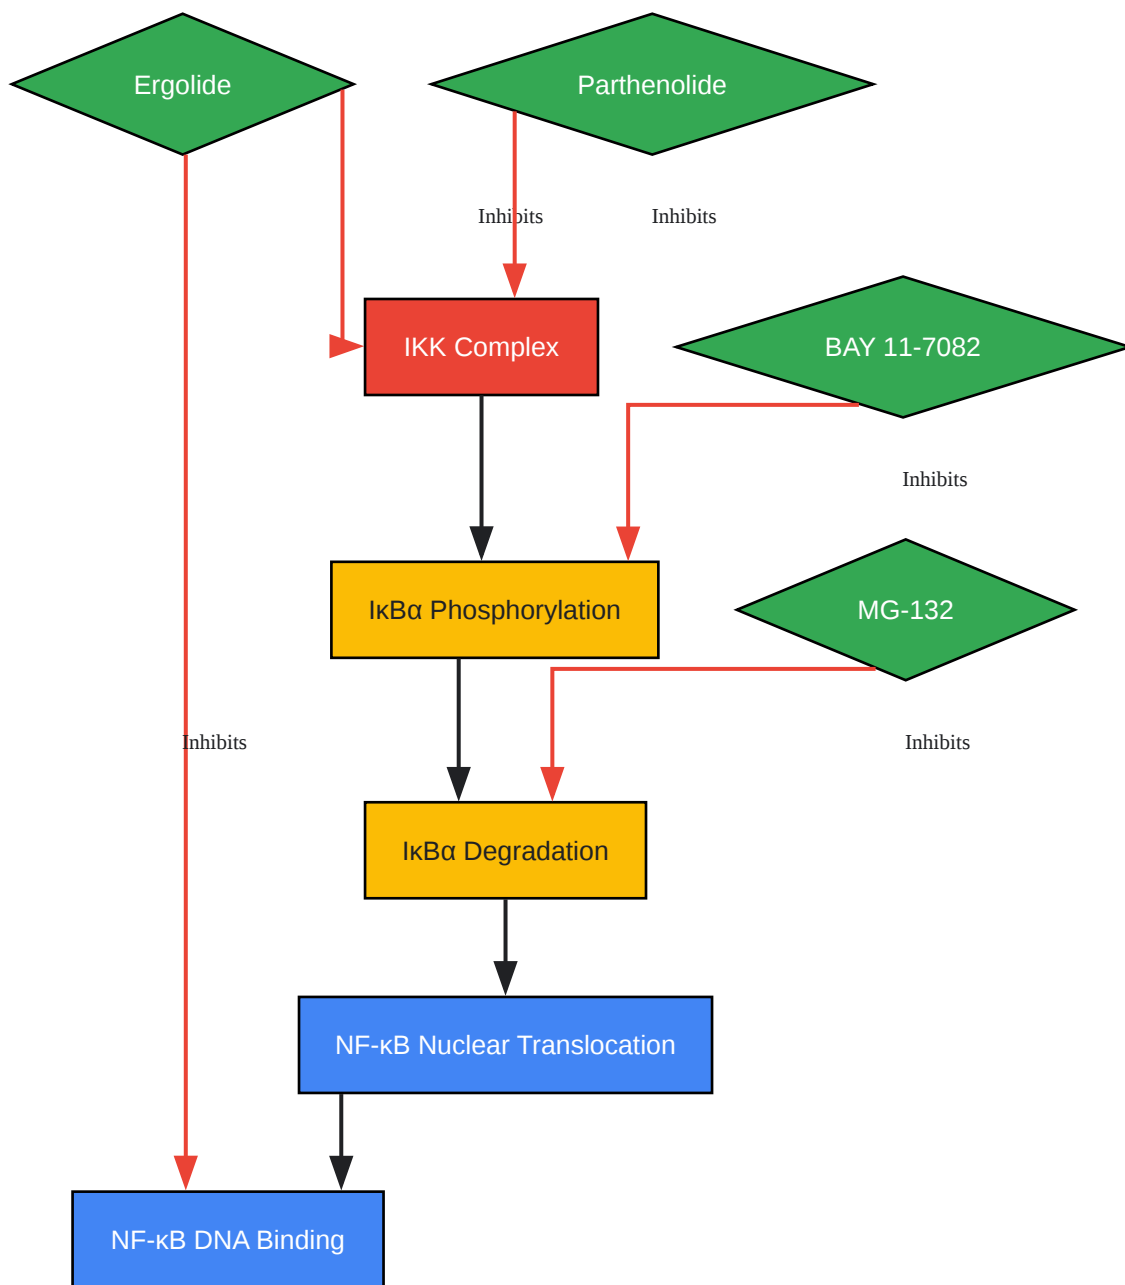 Ergolide
Parthenolide
Inhibits
Inhibits
IKK Complex
BAY 11-7082
Inhibits
IκBα Phosphorylation
MG-132
Inhibits
Inhibits
IκBα Degradation
NF-κB Nuclear Translocation
NF-κB DNA Binding